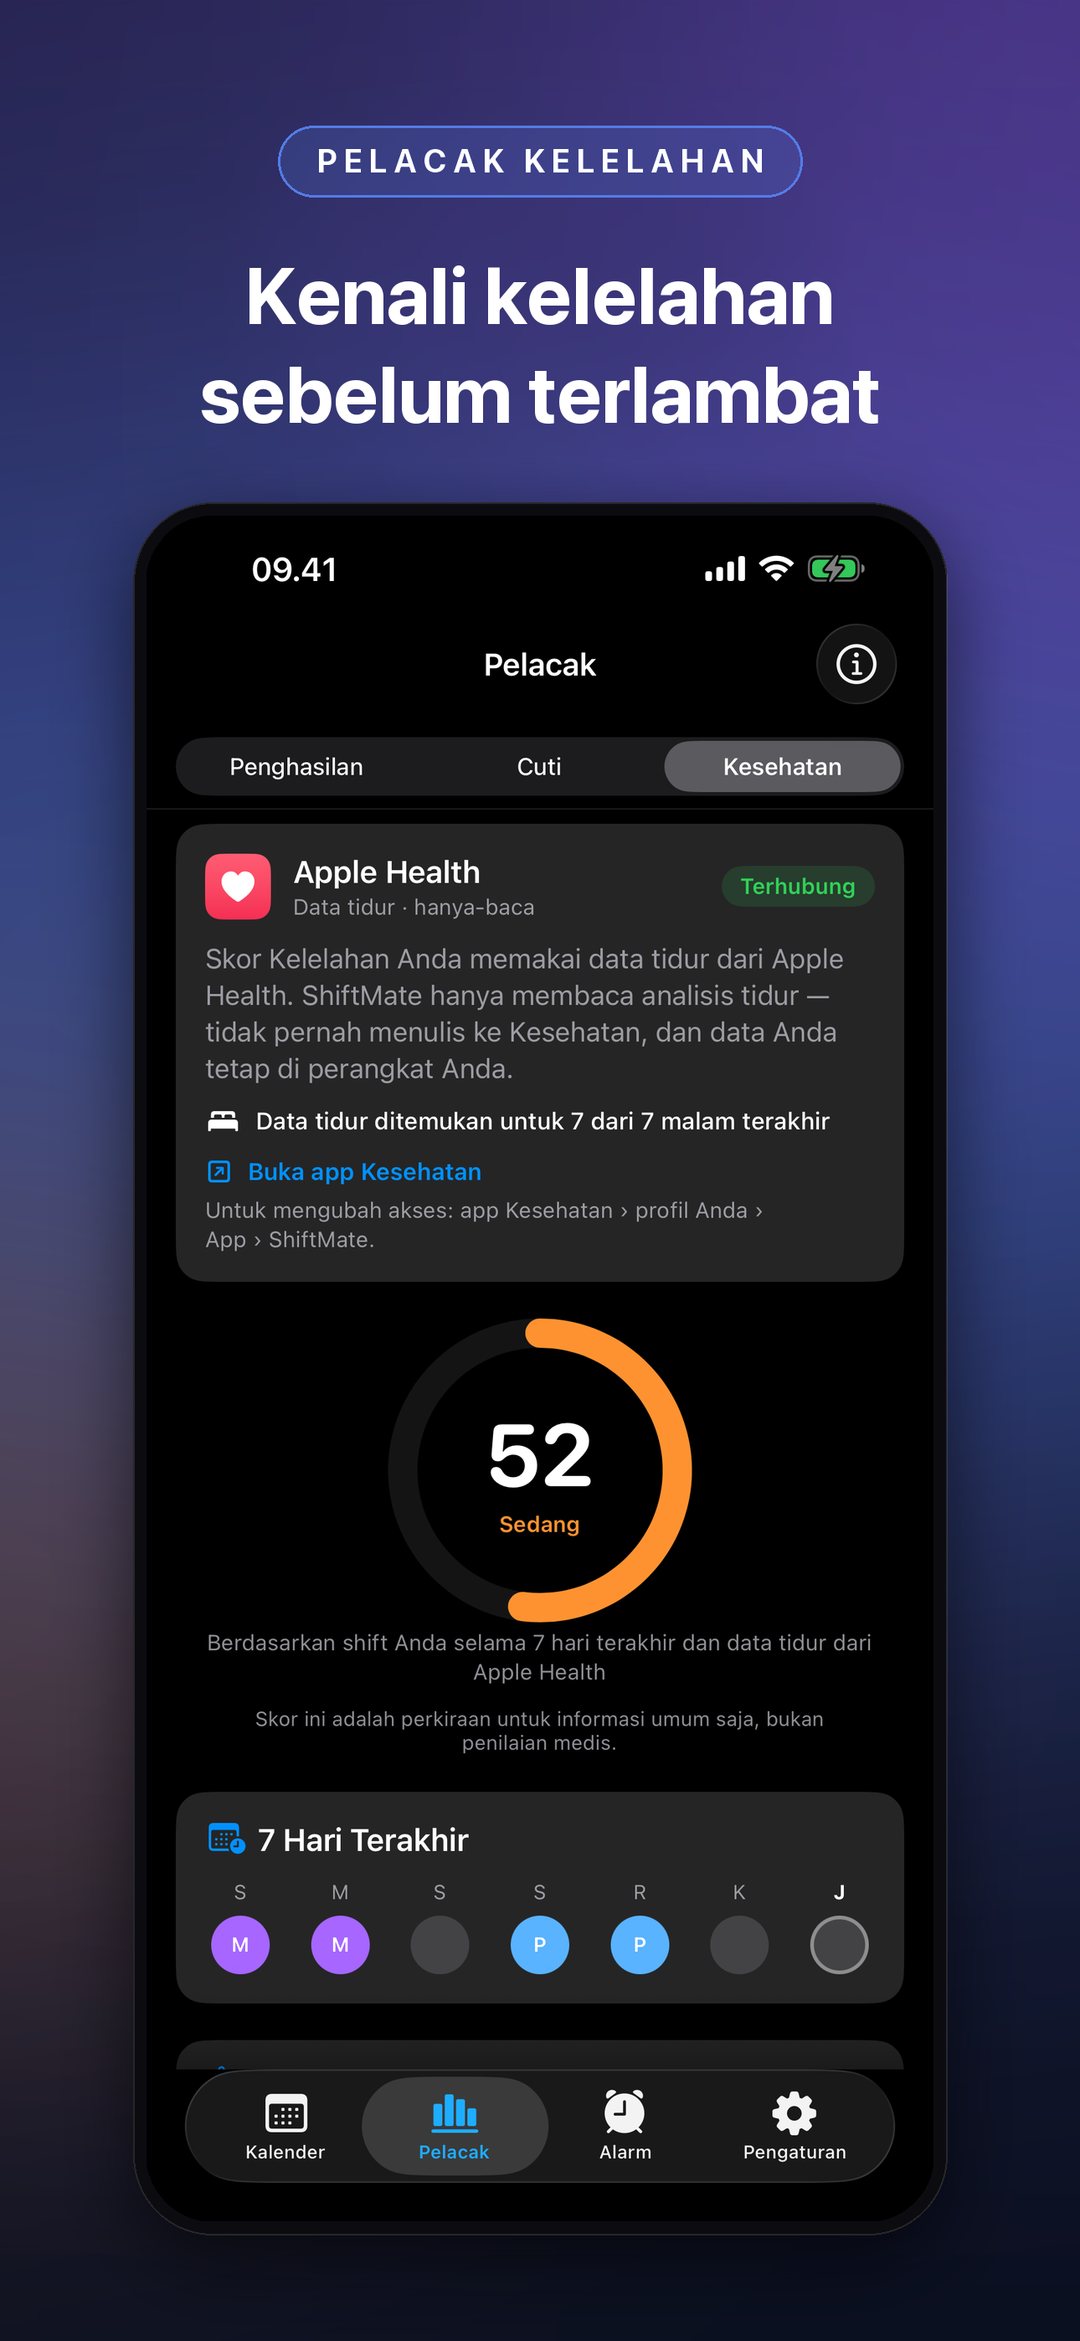 PELACAK KELELAHAN
Kenali kelelahan
sebelum terlambat
09.41
Pelacak
Penghasilan
Cuti
Kesehatan
Apple Health
Terhubung
Data tidur · hanya-baca
Skor Kelelahan Anda memakai data tidur dari Apple
Health. ShiftMate hanya membaca analisis tidur —
tidak pernah menulis ke Kesehatan, dan data Anda
tetap di perangkat Anda.
Data tidur ditemukan untuk 7 dari 7 malam terakhir
Buka app Kesehatan
Untuk mengubah akses: app Kesehatan › profil Anda ›
App › ShiftMate.
52
Sedang
Berdasarkan shift Anda selama 7 hari terakhir dan data tidur dari
Apple Health
Skor ini adalah perkiraan untuk informasi umum saja, bukan
penilaian medis.
7 Hari Terakhir
S M S S R K J
M M P P
Kalender
Pelacak
Alarm
Pengaturan